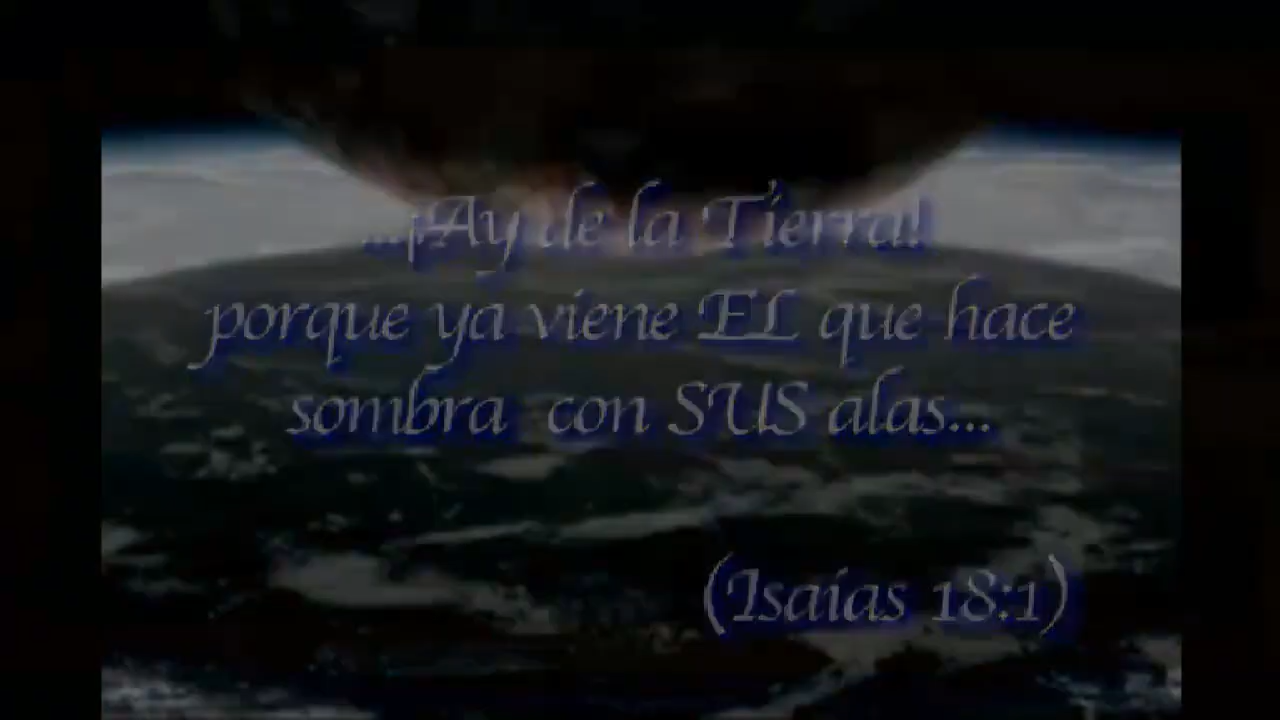 ...¡Ay de la Tierra!
porque ya viene EL que hace
sombra con SUS alas...
(Isaías 18:1)